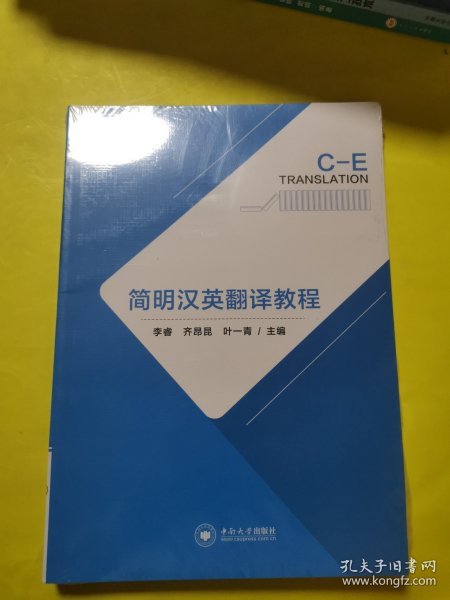 C-E
TRANSLATION
简明汉英翻译教程
李睿 齐昂昆 叶一青 / 主编
中南大学出版社
www.csupress.com.cn
孔夫子旧书网
www.kongfz.com